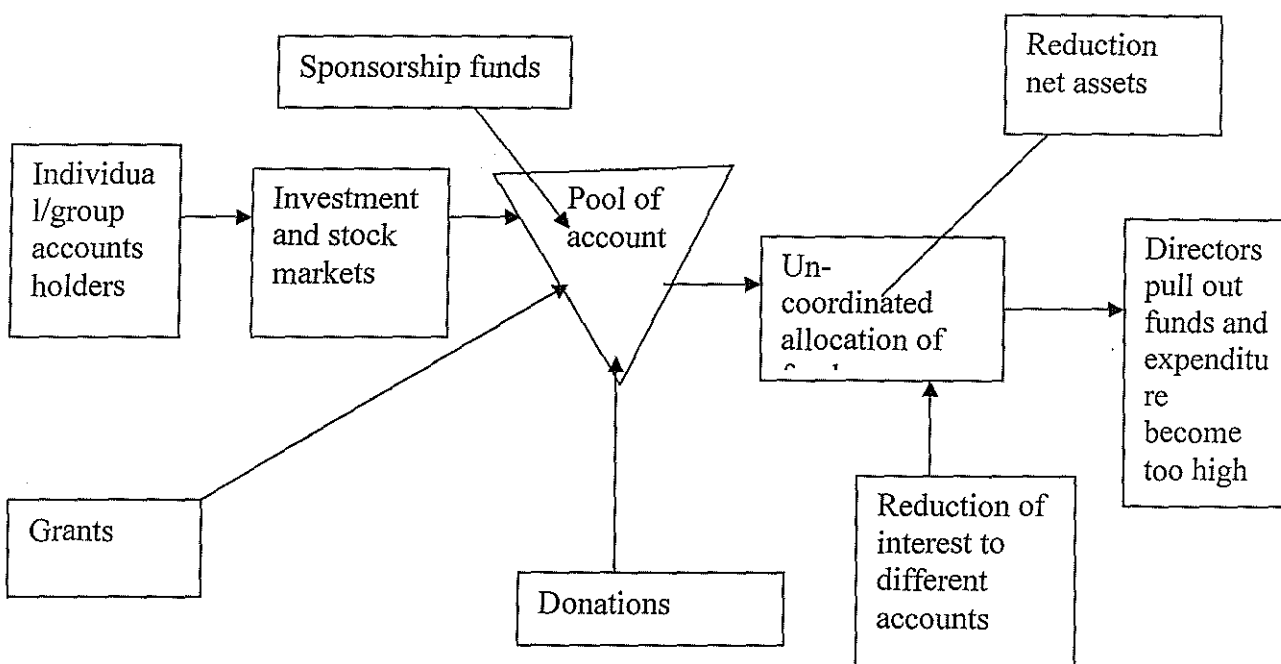 Sponsorship funds
Reduction
net assets
Individua
l/group
accounts
holders
Investment
and stock
markets
Pool of
account
Un-
coordinated
allocation of
Directors
pull out
funds and
expenditu
re
become
too high
Grants
Donations
Reduction of
interest to
different
accounts